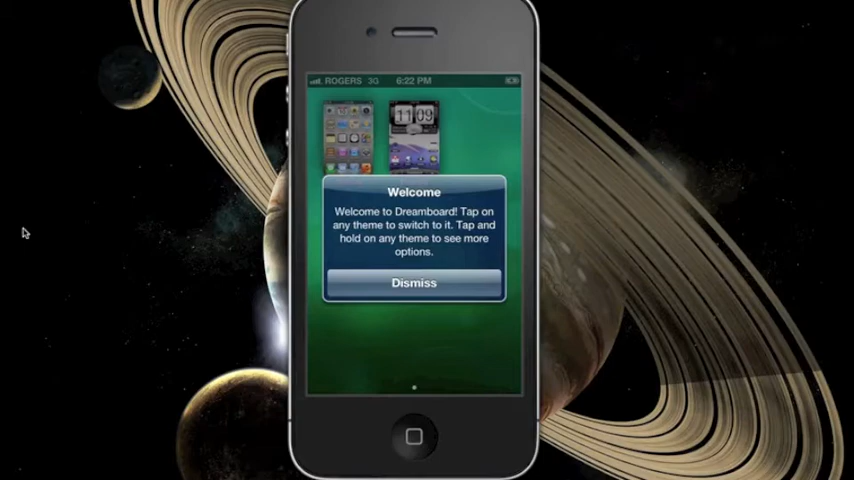 ROGERS 3G 6:22 PM
11 09
Welcome
Welcome to Dreamboard! Tap on
any theme to switch to it. Tap and
hold on any theme to see more
options.
Dismiss